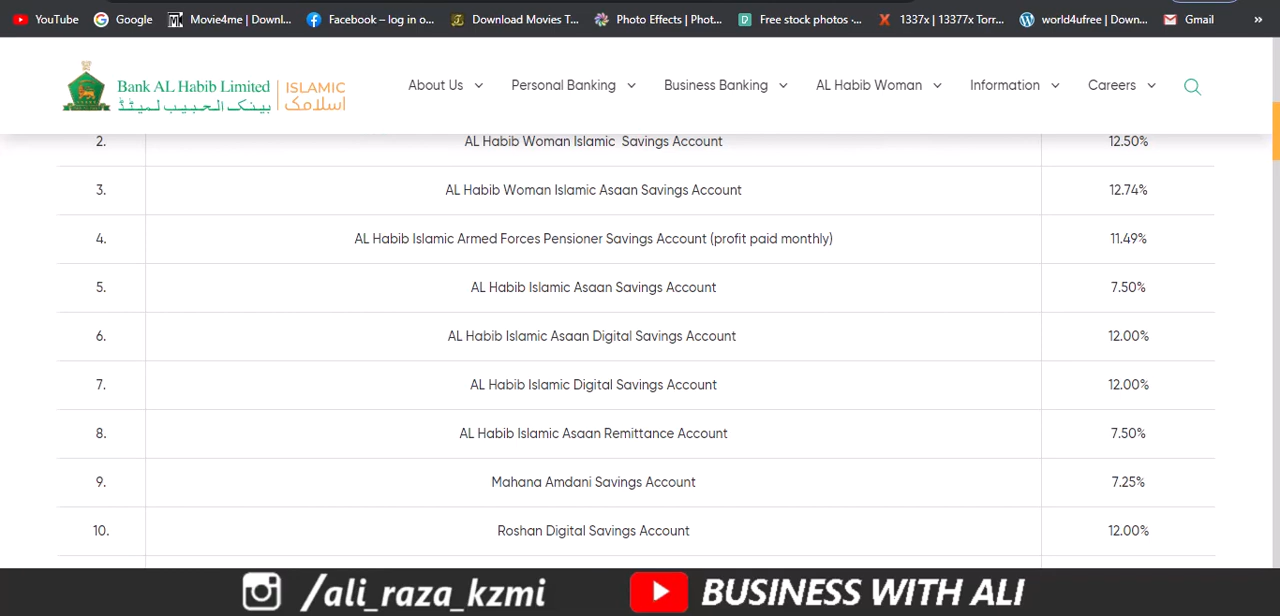 YouTube Google Movie4me | Downl... Facebook – log in o... Download Movies T... Photo Effects | Phot... Free stock photos -... 1337x | 13377x Torr... world4ufree | Down... Gmail »
Bank AL Habib Limited ISLAMIC
بینک الحبیب لمیٹڈ اسلامک
About Us Personal Banking Business Banking AL Habib Woman Information Careers
2. AL Habib Woman Islamic Savings Account 12.50%
3. AL Habib Woman Islamic Asaan Savings Account 12.74%
4. AL Habib Islamic Armed Forces Pensioner Savings Account (profit paid monthly) 11.49%
5. AL Habib Islamic Asaan Savings Account 7.50%
6. AL Habib Islamic Asaan Digital Savings Account 12.00%
7. AL Habib Islamic Digital Savings Account 12.00%
8. AL Habib Islamic Asaan Remittance Account 7.50%
9. Mahana Amdani Savings Account 7.25%
10. Roshan Digital Savings Account 12.00%
/ali_raza_kzmi BUSINESS WITH ALI